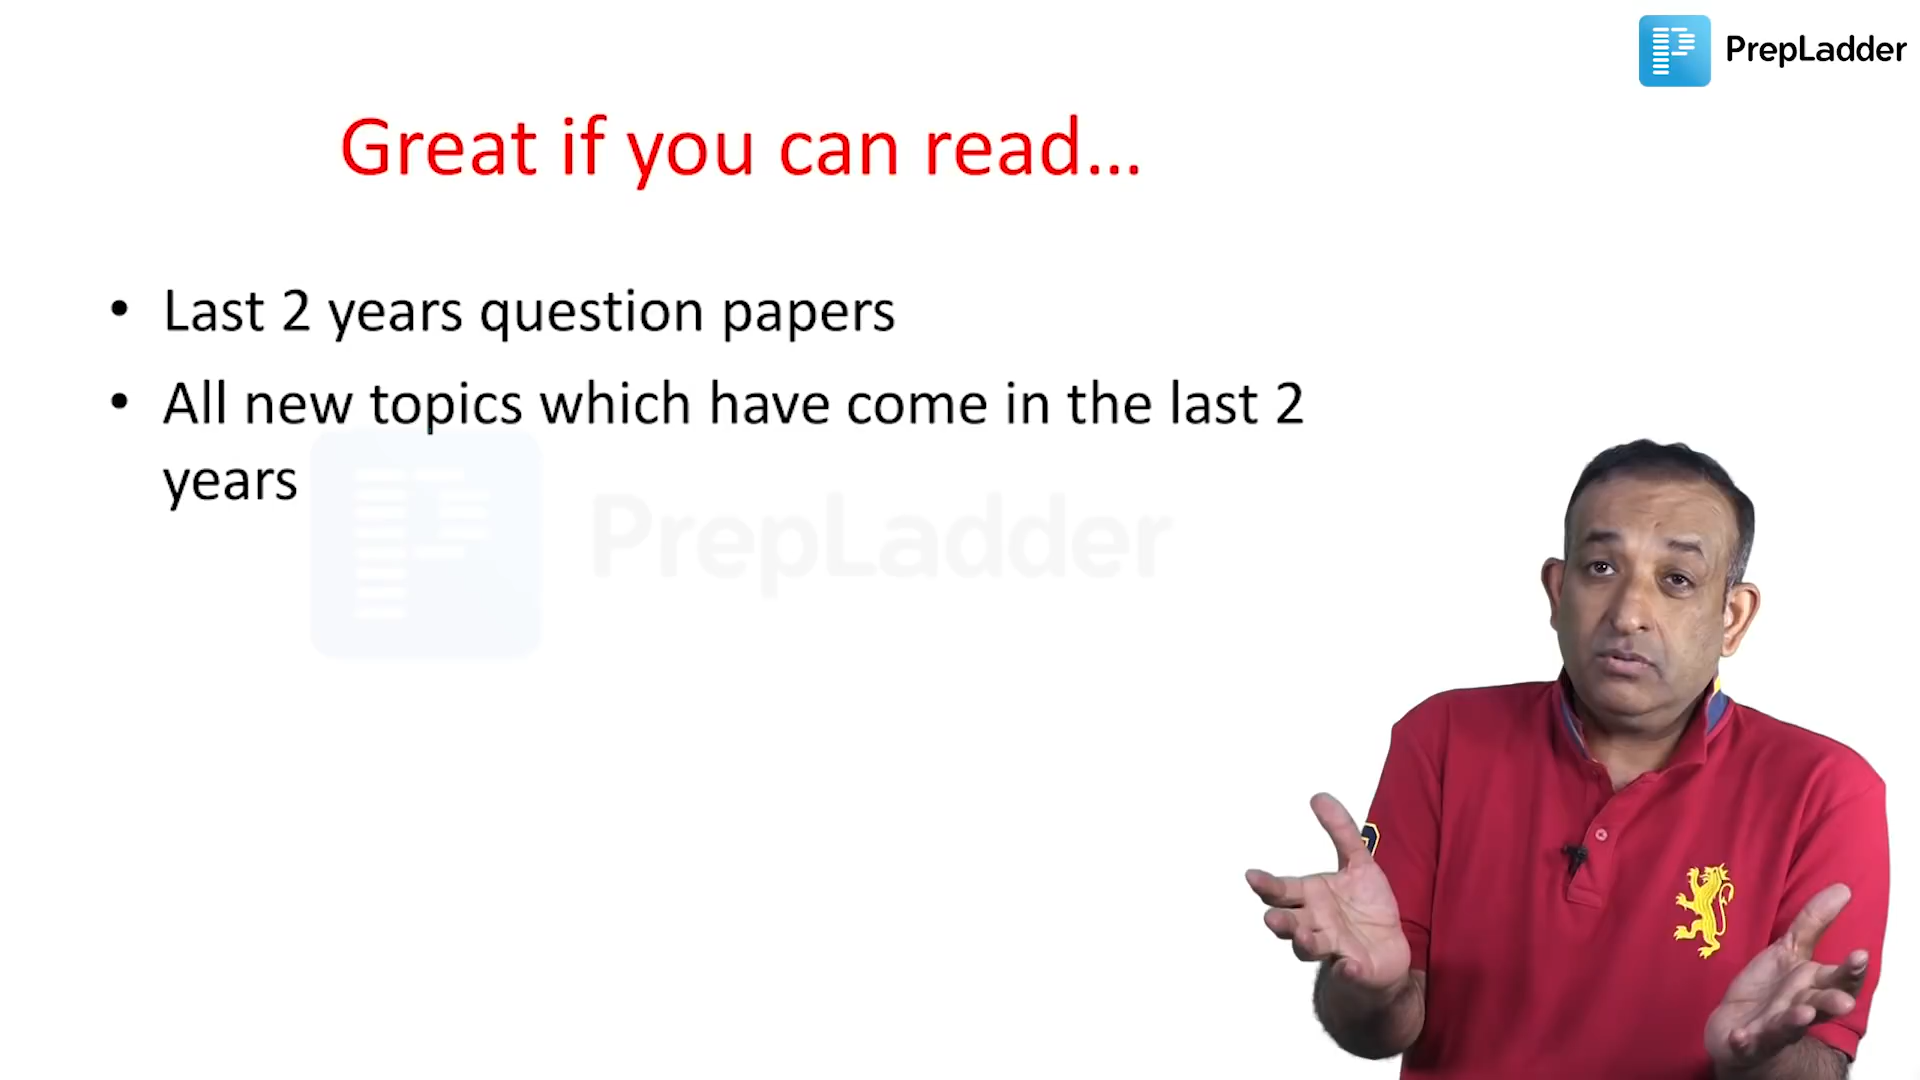 PrepLadder
Great if you can read...
• Last 2 years question papers
• All new topics which have come in the last 2
years
PrepLadder